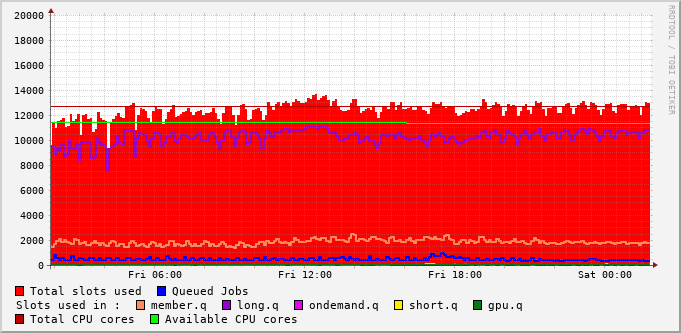 20000
18000
16000
14000
12000
10000
8000
6000
4000
2000
0
Fri 06:00 Fri 12:00 Fri 18:00 Sat 00:00
RRDTOOL / TOBI OETIKER
Total slots used Queued Jobs
Slots used in : member.q long.q ondemand.q short.q gpu.q
Total CPU cores Available CPU cores